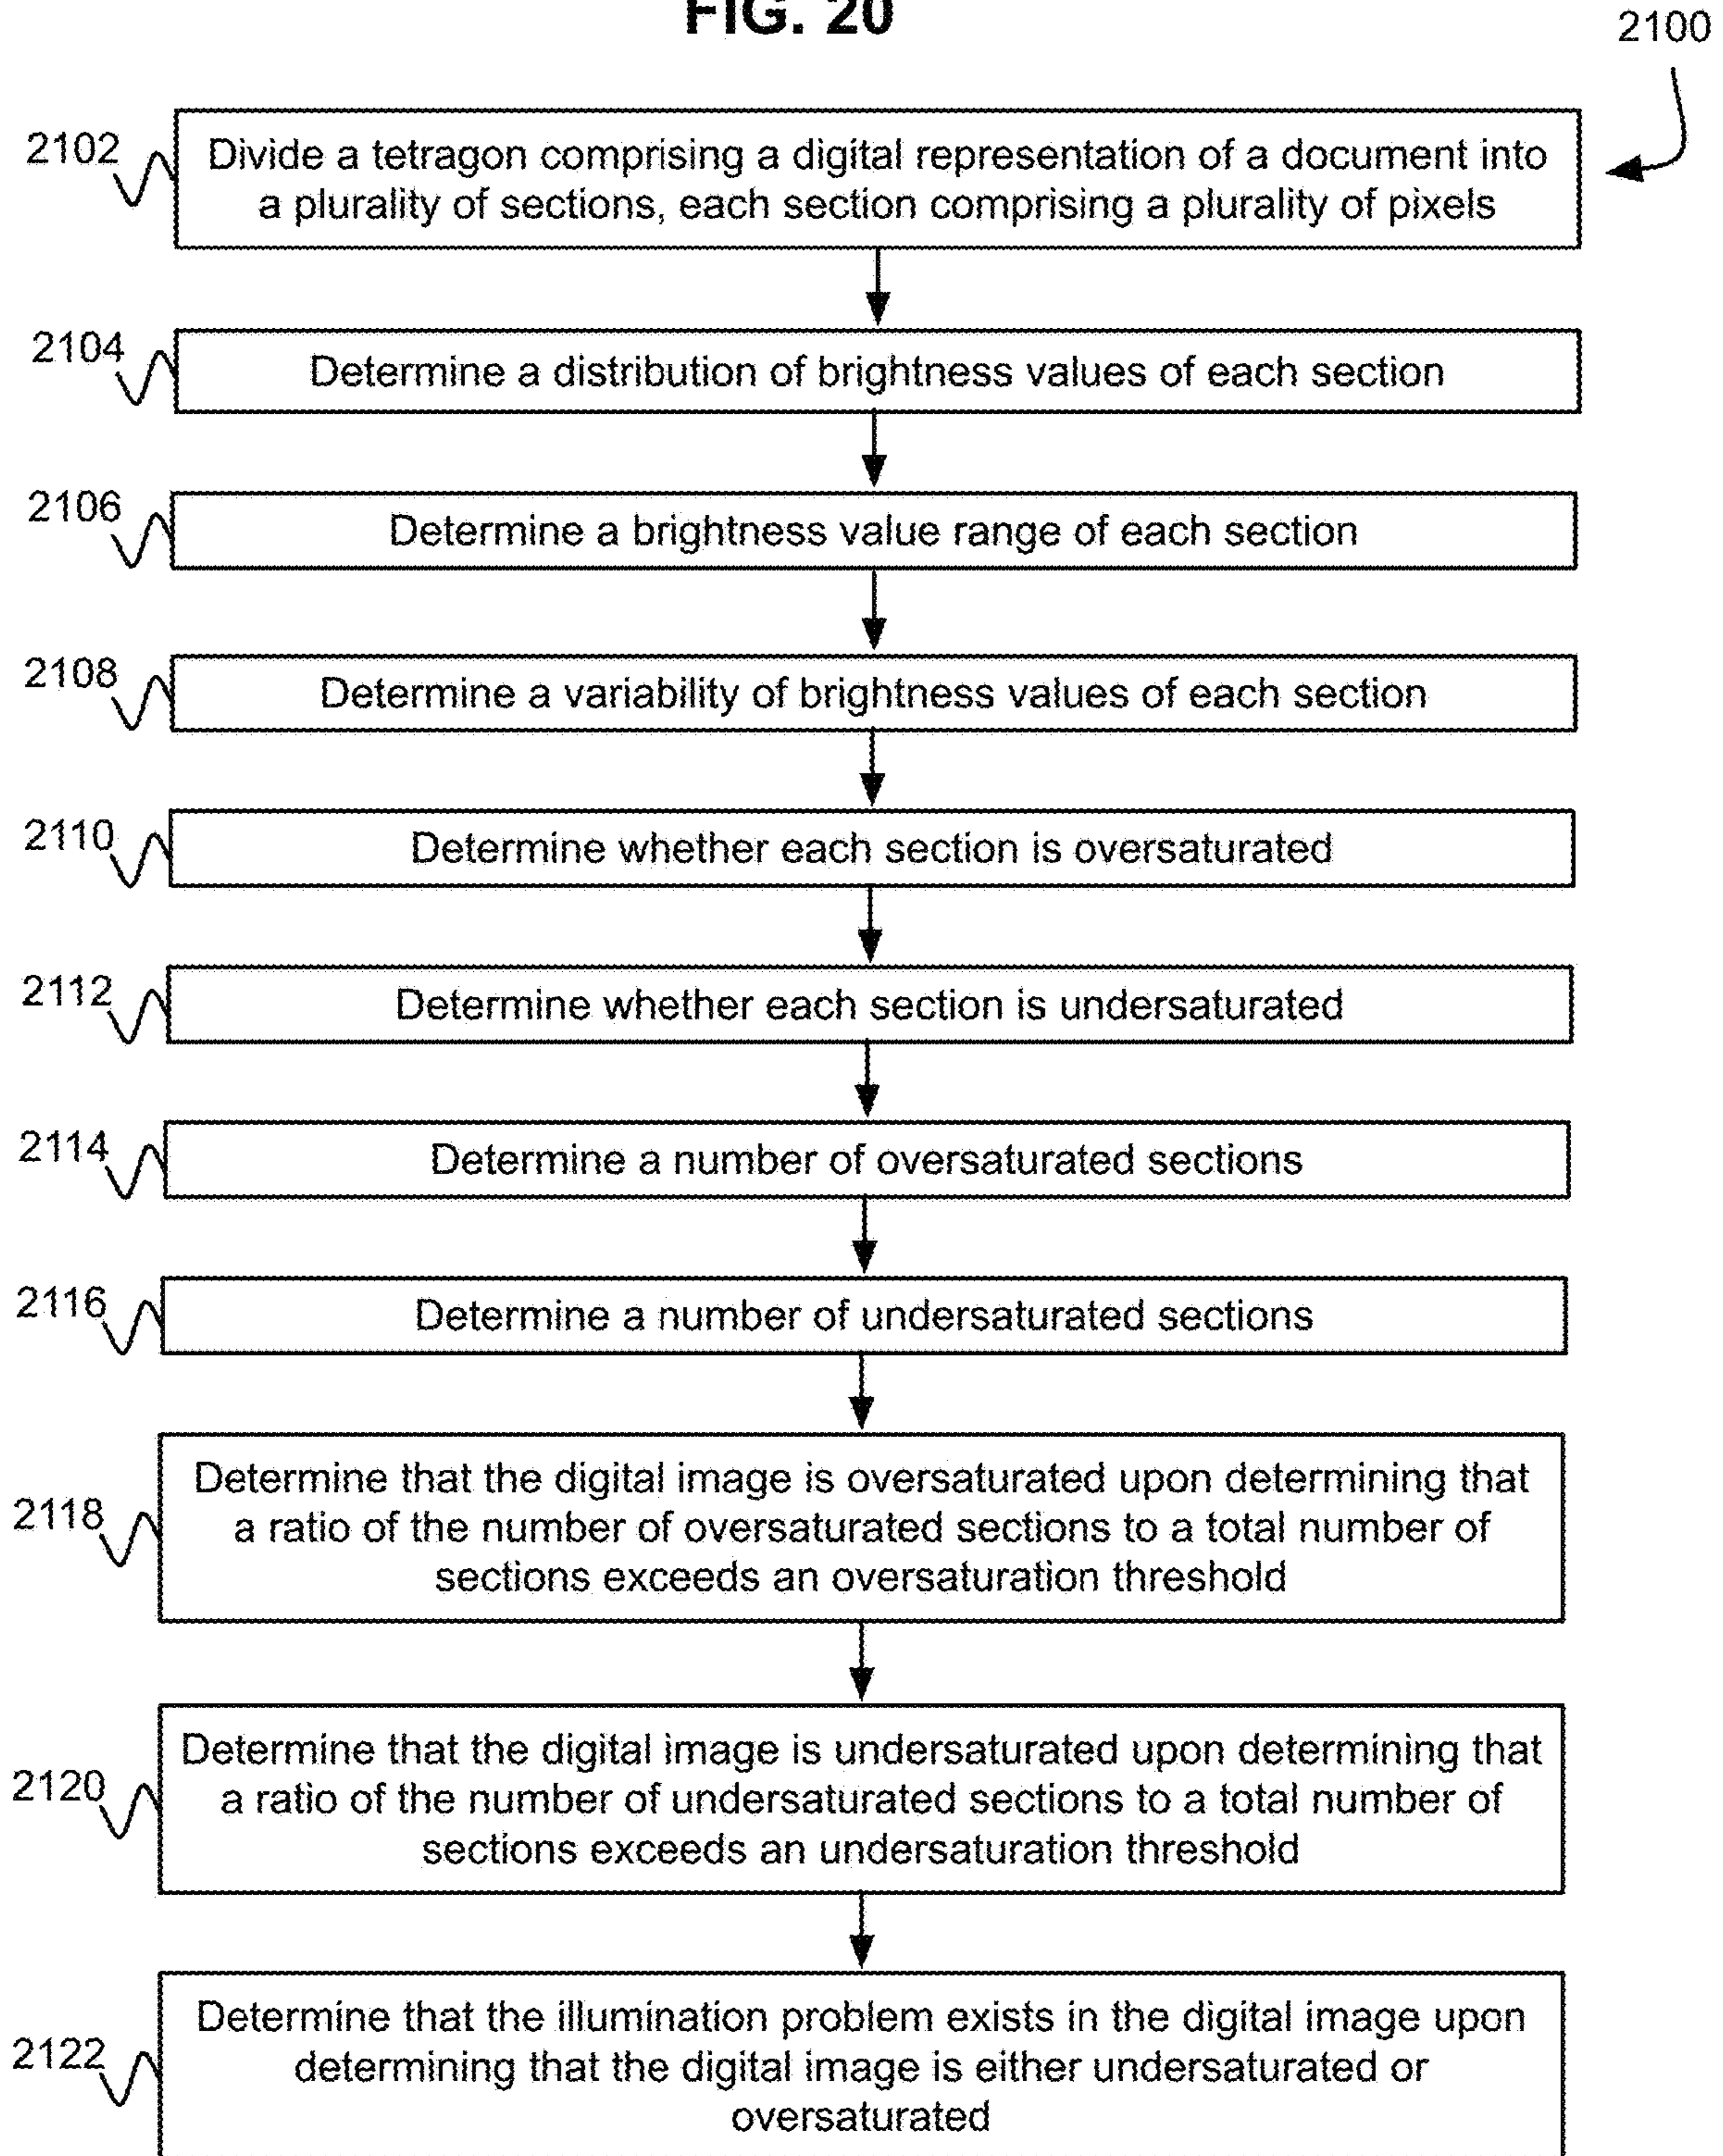 FIG. 20
2100
2102
Divide a tetragon comprising a digital representation of a document into
a plurality of sections, each section comprising a plurality of pixels
2104
Determine a distribution of brightness values of each section
2106
Determine a brightness value range of each section
2108
Determine a variability of brightness values of each section
2110
Determine whether each section is oversaturated
2112
Determine whether each section is undersaturated
2114
Determine a number of oversaturated sections
2116
Determine a number of undersaturated sections
2118
Determine that the digital image is oversaturated upon determining that
a ratio of the number of oversaturated sections to a total number of
sections exceeds an oversaturation threshold
2120
Determine that the digital image is undersaturated upon determining that
a ratio of the number of undersaturated sections to a total number of
sections exceeds an undersaturation threshold
2122
Determine that the illumination problem exists in the digital image upon
determining that the digital image is either undersaturated or
oversaturated